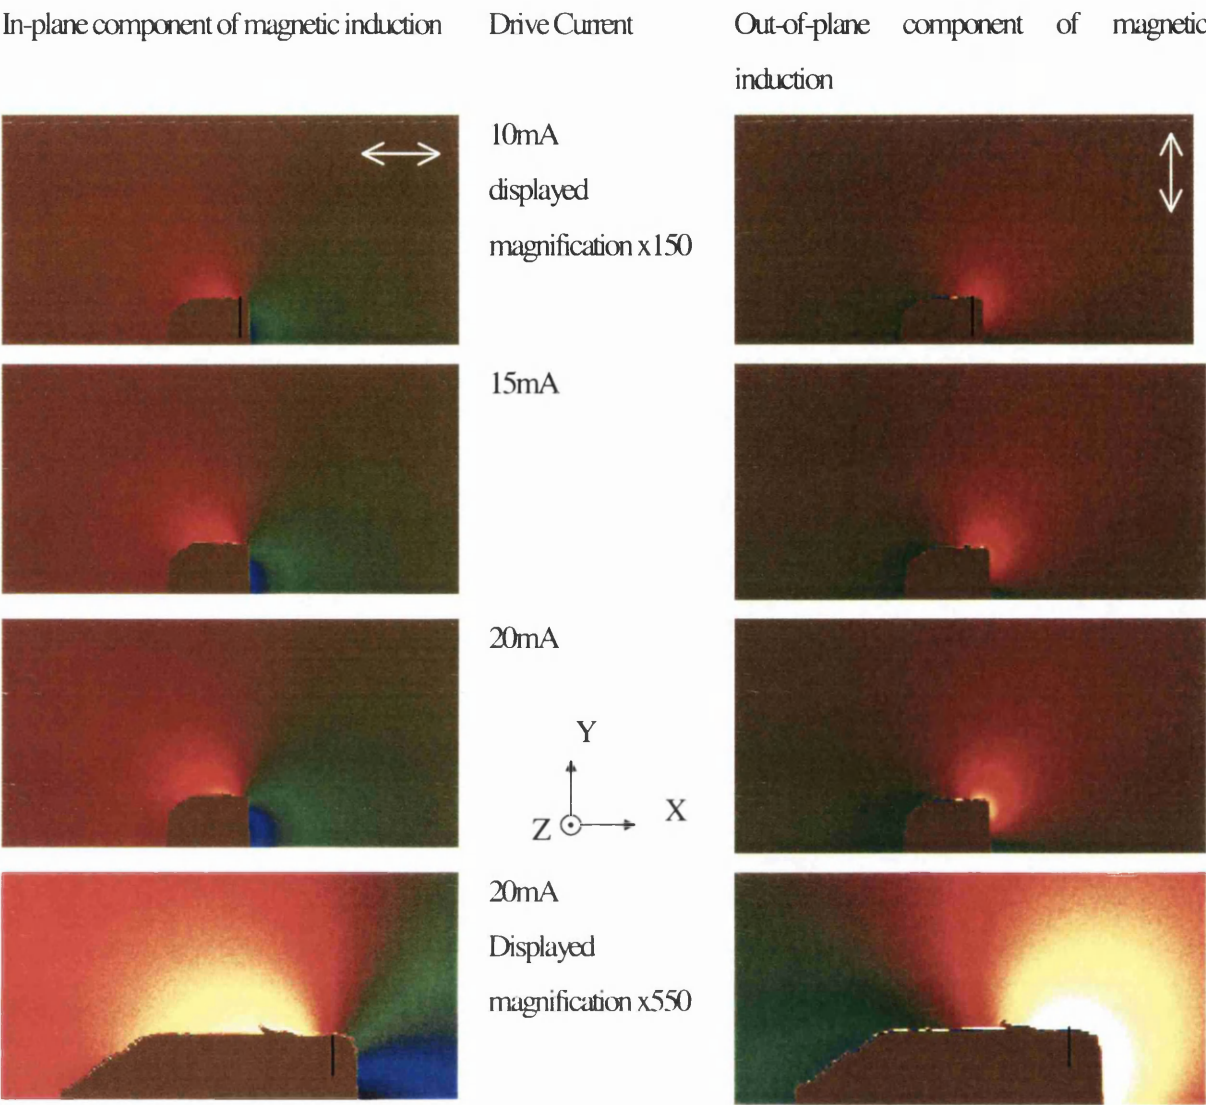 In-plane component of magnetic induction
Drive Current
Out-of-plane component of magnetic
induction
10mA
displayed
magnification x150
15mA
20mA
Y
X
Z
20mA
Displayed
magnification x550